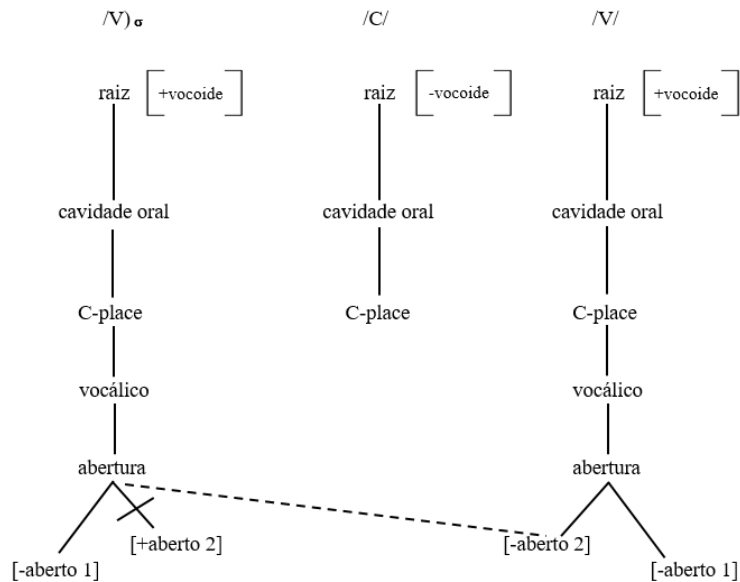 /V)σ /C/ /V/
raiz [+vocoide] raiz [-vocoide] raiz [+vocoide]
cavidade oral cavidade oral cavidade oral
C-place C-place C-place
vocálico vocálico
abertura abertura
[+aberto 2] [-aberto 2]
[-aberto 1] [-aberto 1]